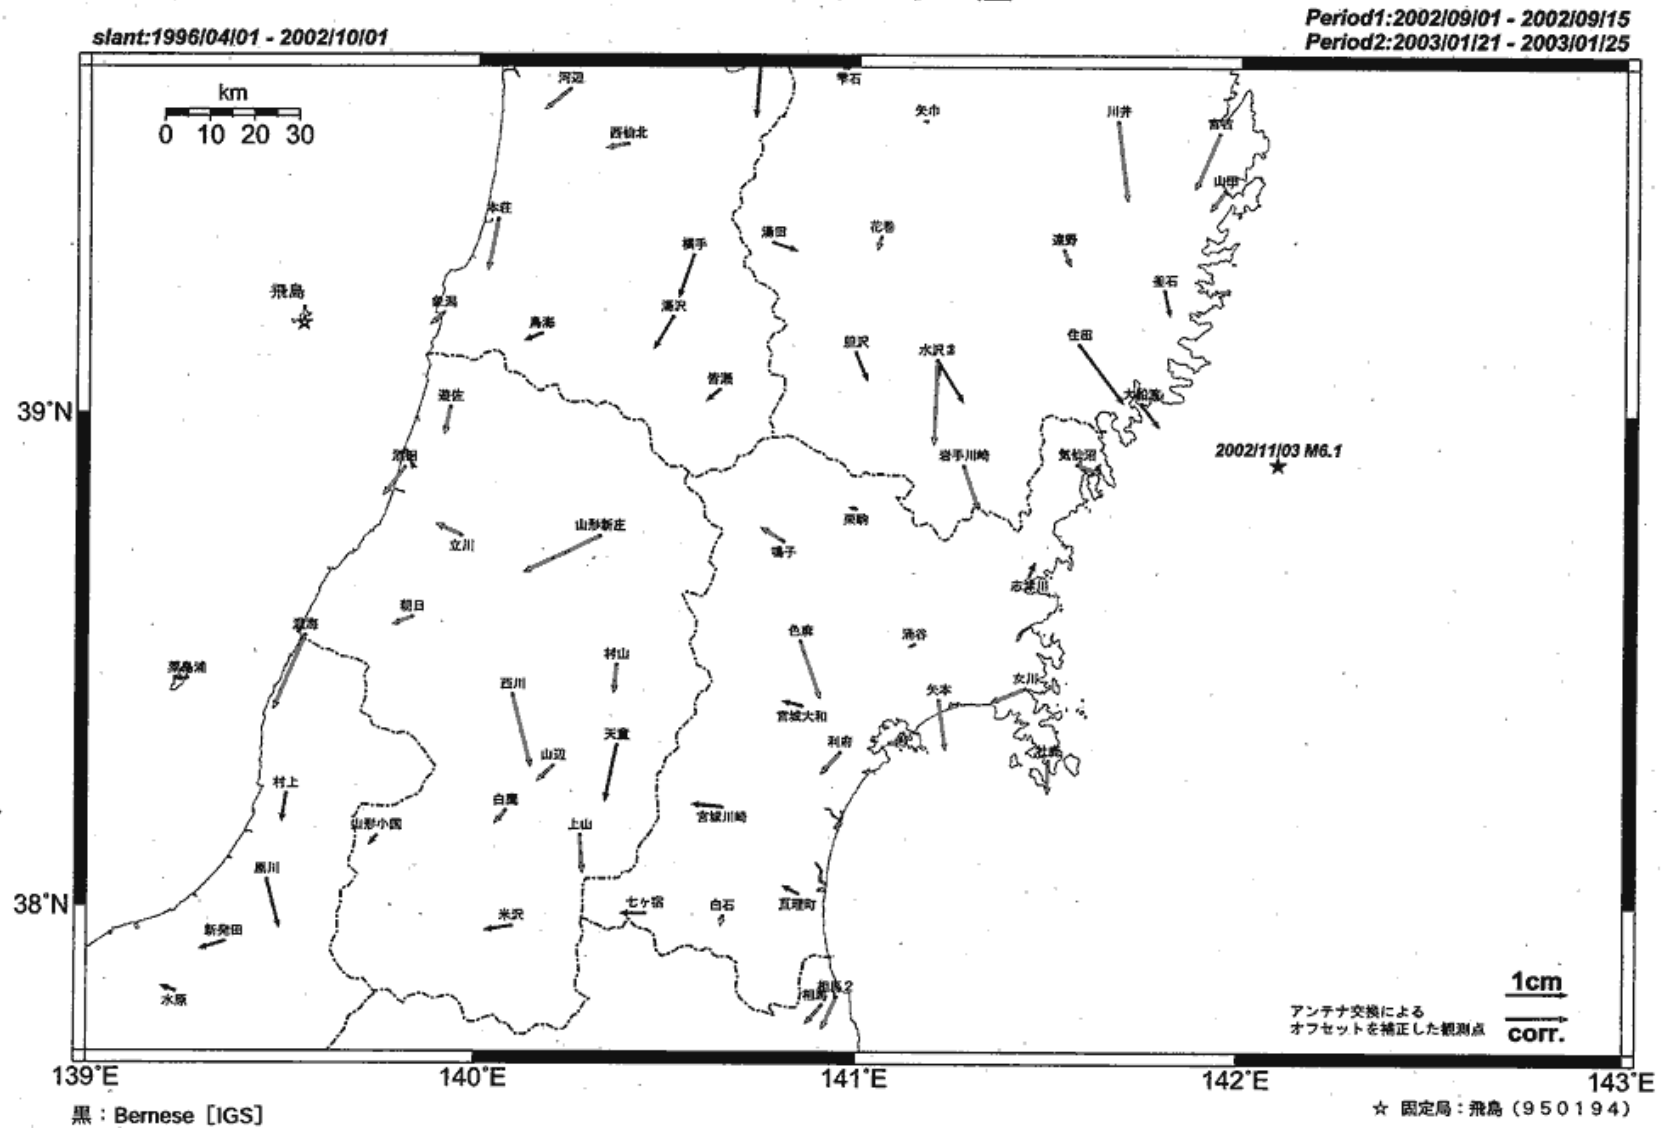 slant:1996/04/01 - 2002/10/01
Period1:2002/09/01 - 2002/09/15
Period2:2003/01/21 - 2003/01/25
km
0 10 20 30
河辺
雫石
矢巾
川井
宮古
西仙北
山田
本荘
横手
湯田
花巻
遠野
釜石
飛島
象潟
鳥海
湯沢
胆沢
水沢2
住田
大船渡
皆瀬
39°N
遊佐
酒田
岩手川崎
気仙沼
2002/11/03 M6.1
立川
山形新庄
鳴子
栗駒
志津川
朝日
温海
色麻
涌谷
粟島浦
村山
西川
矢本
女川
宮城大和
天童
利府
山辺
牡鹿
村上
白鷹
山形小国
上山
宮城川崎
原川
38°N
新発田
米沢
七ヶ宿
白石
亘理町
水原
相馬
相馬2
1cm
アンテナ交換による
オフセットを補正した観測点
corr.
139°E 140°E 141°E 142°E 143°E
黒：Bernese [IGS]
☆ 固定局：飛島（950194）